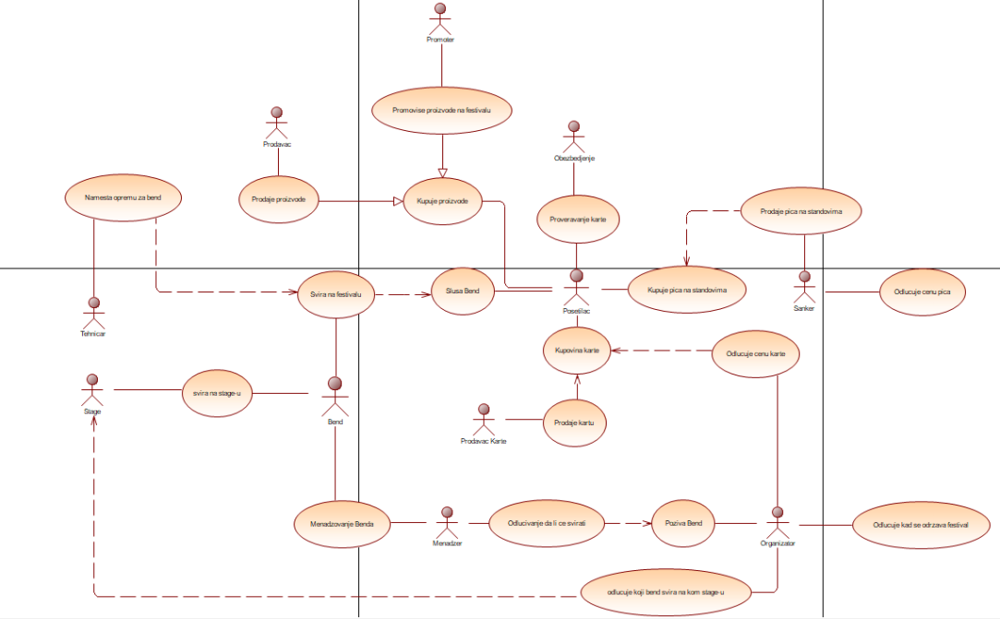 Promoter
Promovise proizvode na festivalu
Prodavac
Obezbedjenje
Namesta opremu za bend
Prodaje proizvode
Kupuje proizvode
Proveravanje karte
Prodaje pica na standovima
Svira na festivalu
Slusa Bend
Posetilac
Kupuje pica na standovima
Sanker
Odlucuje cenu pica
Tehnicar
Kupovina karte
Odlucuje cenu karte
Stage
svira na stage-u
Bend
Prodavac Karte
Prodaje kartu
Menadzovanje Benda
Menadzer
Odlucivanje da li ce svirati
Poziva Bend
Organizator
Odlucuje kad se odrzava festival
odlucuje koji bend svira na kom stage-u